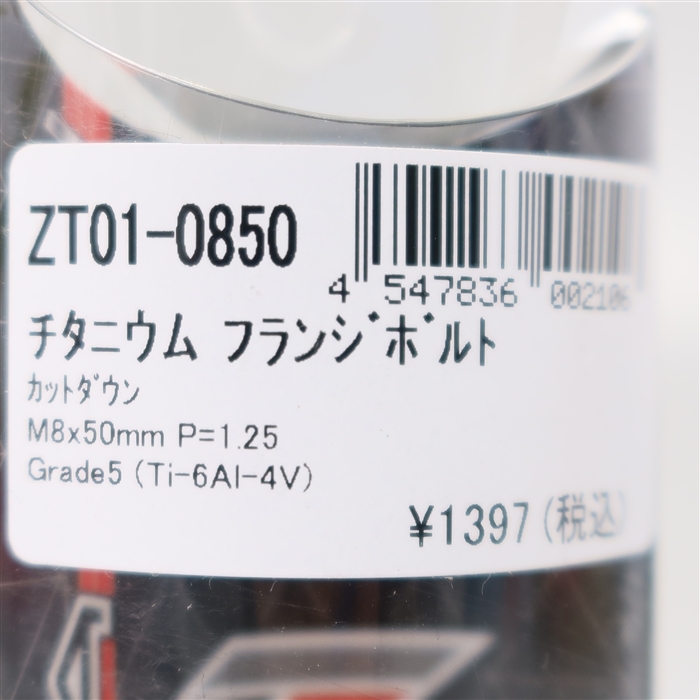 ZT01-0850
4 547836 002106
ﾁﾀﾆｳﾑ ﾌﾗﾝｼﾞﾎﾞﾙﾄ
ｶｯﾄﾀﾞｳﾝ
M8x50mm P=1.25
Grade5 (Ti-6Al-4V)
¥1397(税込)